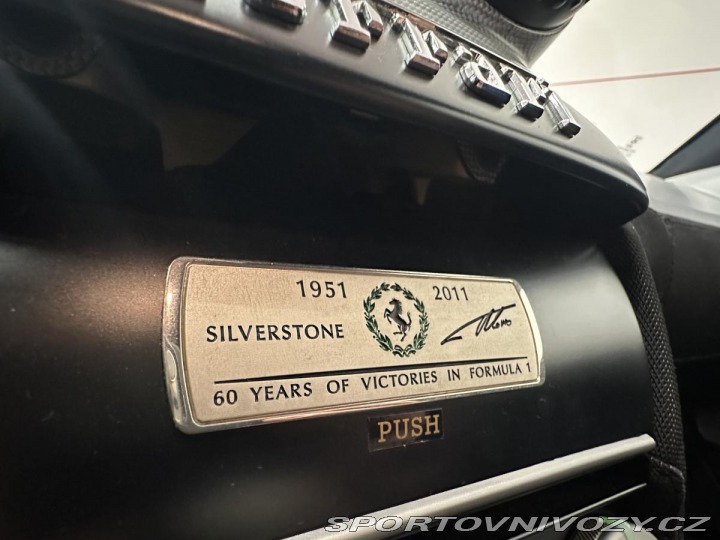 1951 2011
SILVERSTONE
60 YEARS OF VICTORIES IN FORMULA 1
PUSH
SPORTOVNIVOZY.CZ